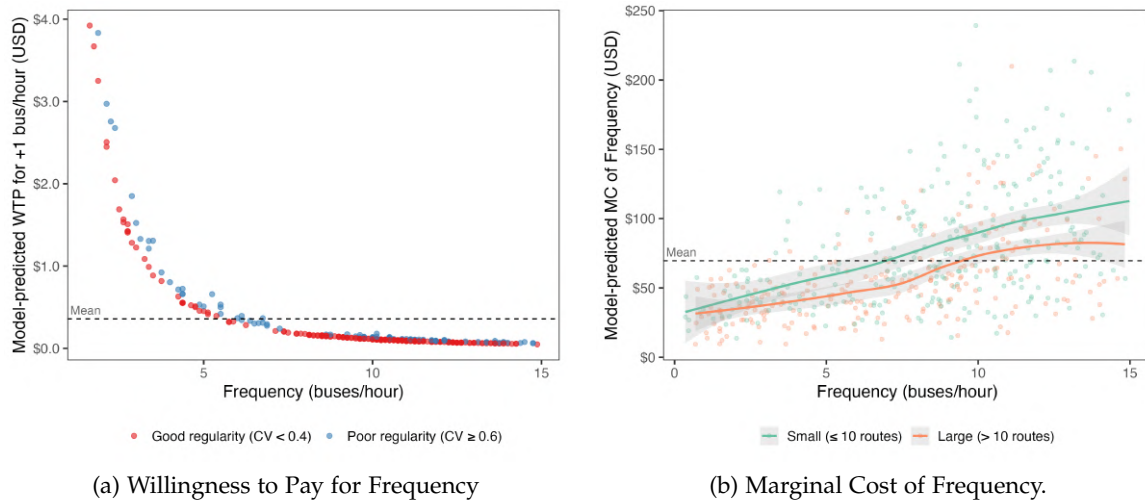 Model-predicted WTP for +1 bus/hour (USD)
$4.0
$3.0
$2.0
$1.0
$0.0
Mean
5
10
15
Frequency (buses/hour)
Good regularity (CV < 0.4)
Poor regularity (CV ≥ 0.6)
(a) Willingness to Pay for Frequency
Model-predicted MC of Frequency (USD)
$250
$200
$150
$100
$50
$0
Mean
0
5
10
15
Frequency (buses/hour)
Small (≤ 10 routes)
Large (> 10 routes)
(b) Marginal Cost of Frequency.